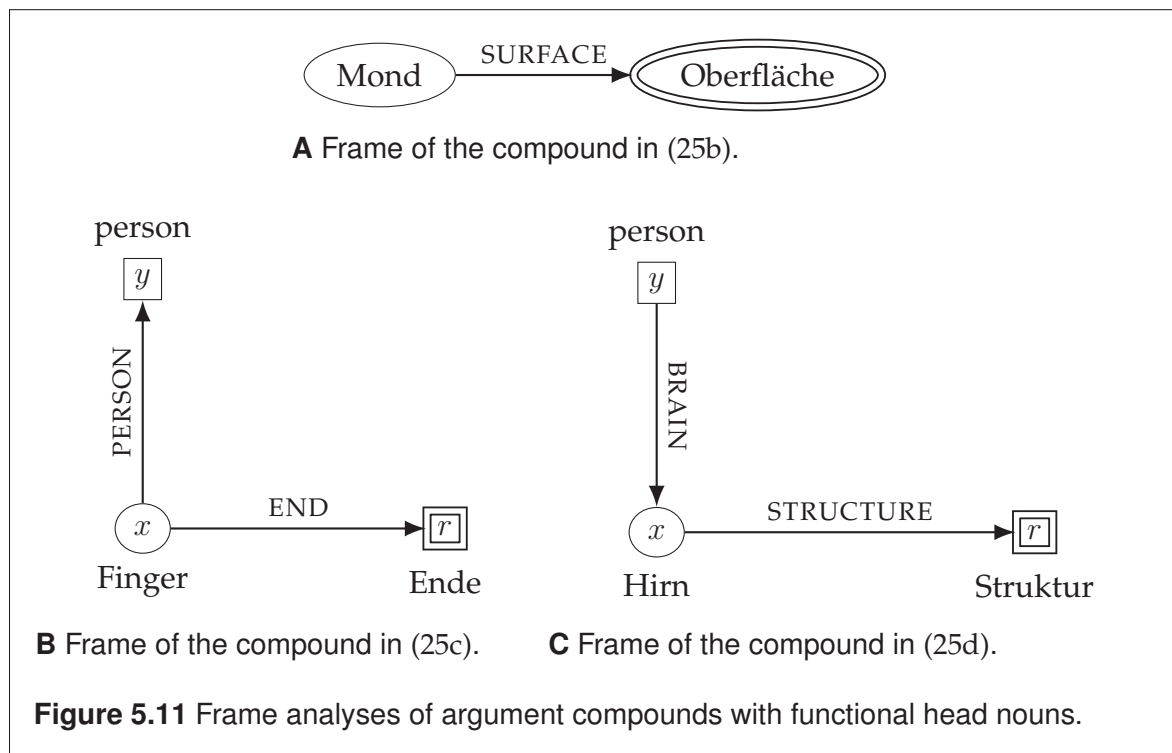 SURFACE
Mond Oberfläche
A Frame of the compound in (25b).
person
y
PERSON
x
END
r
Finger Ende
B Frame of the compound in (25c).
person
y
BRAIN
x
STRUCTURE
r
Hirn Struktur
C Frame of the compound in (25d).
Figure 5.11 Frame analyses of argument compounds with functional head nouns.